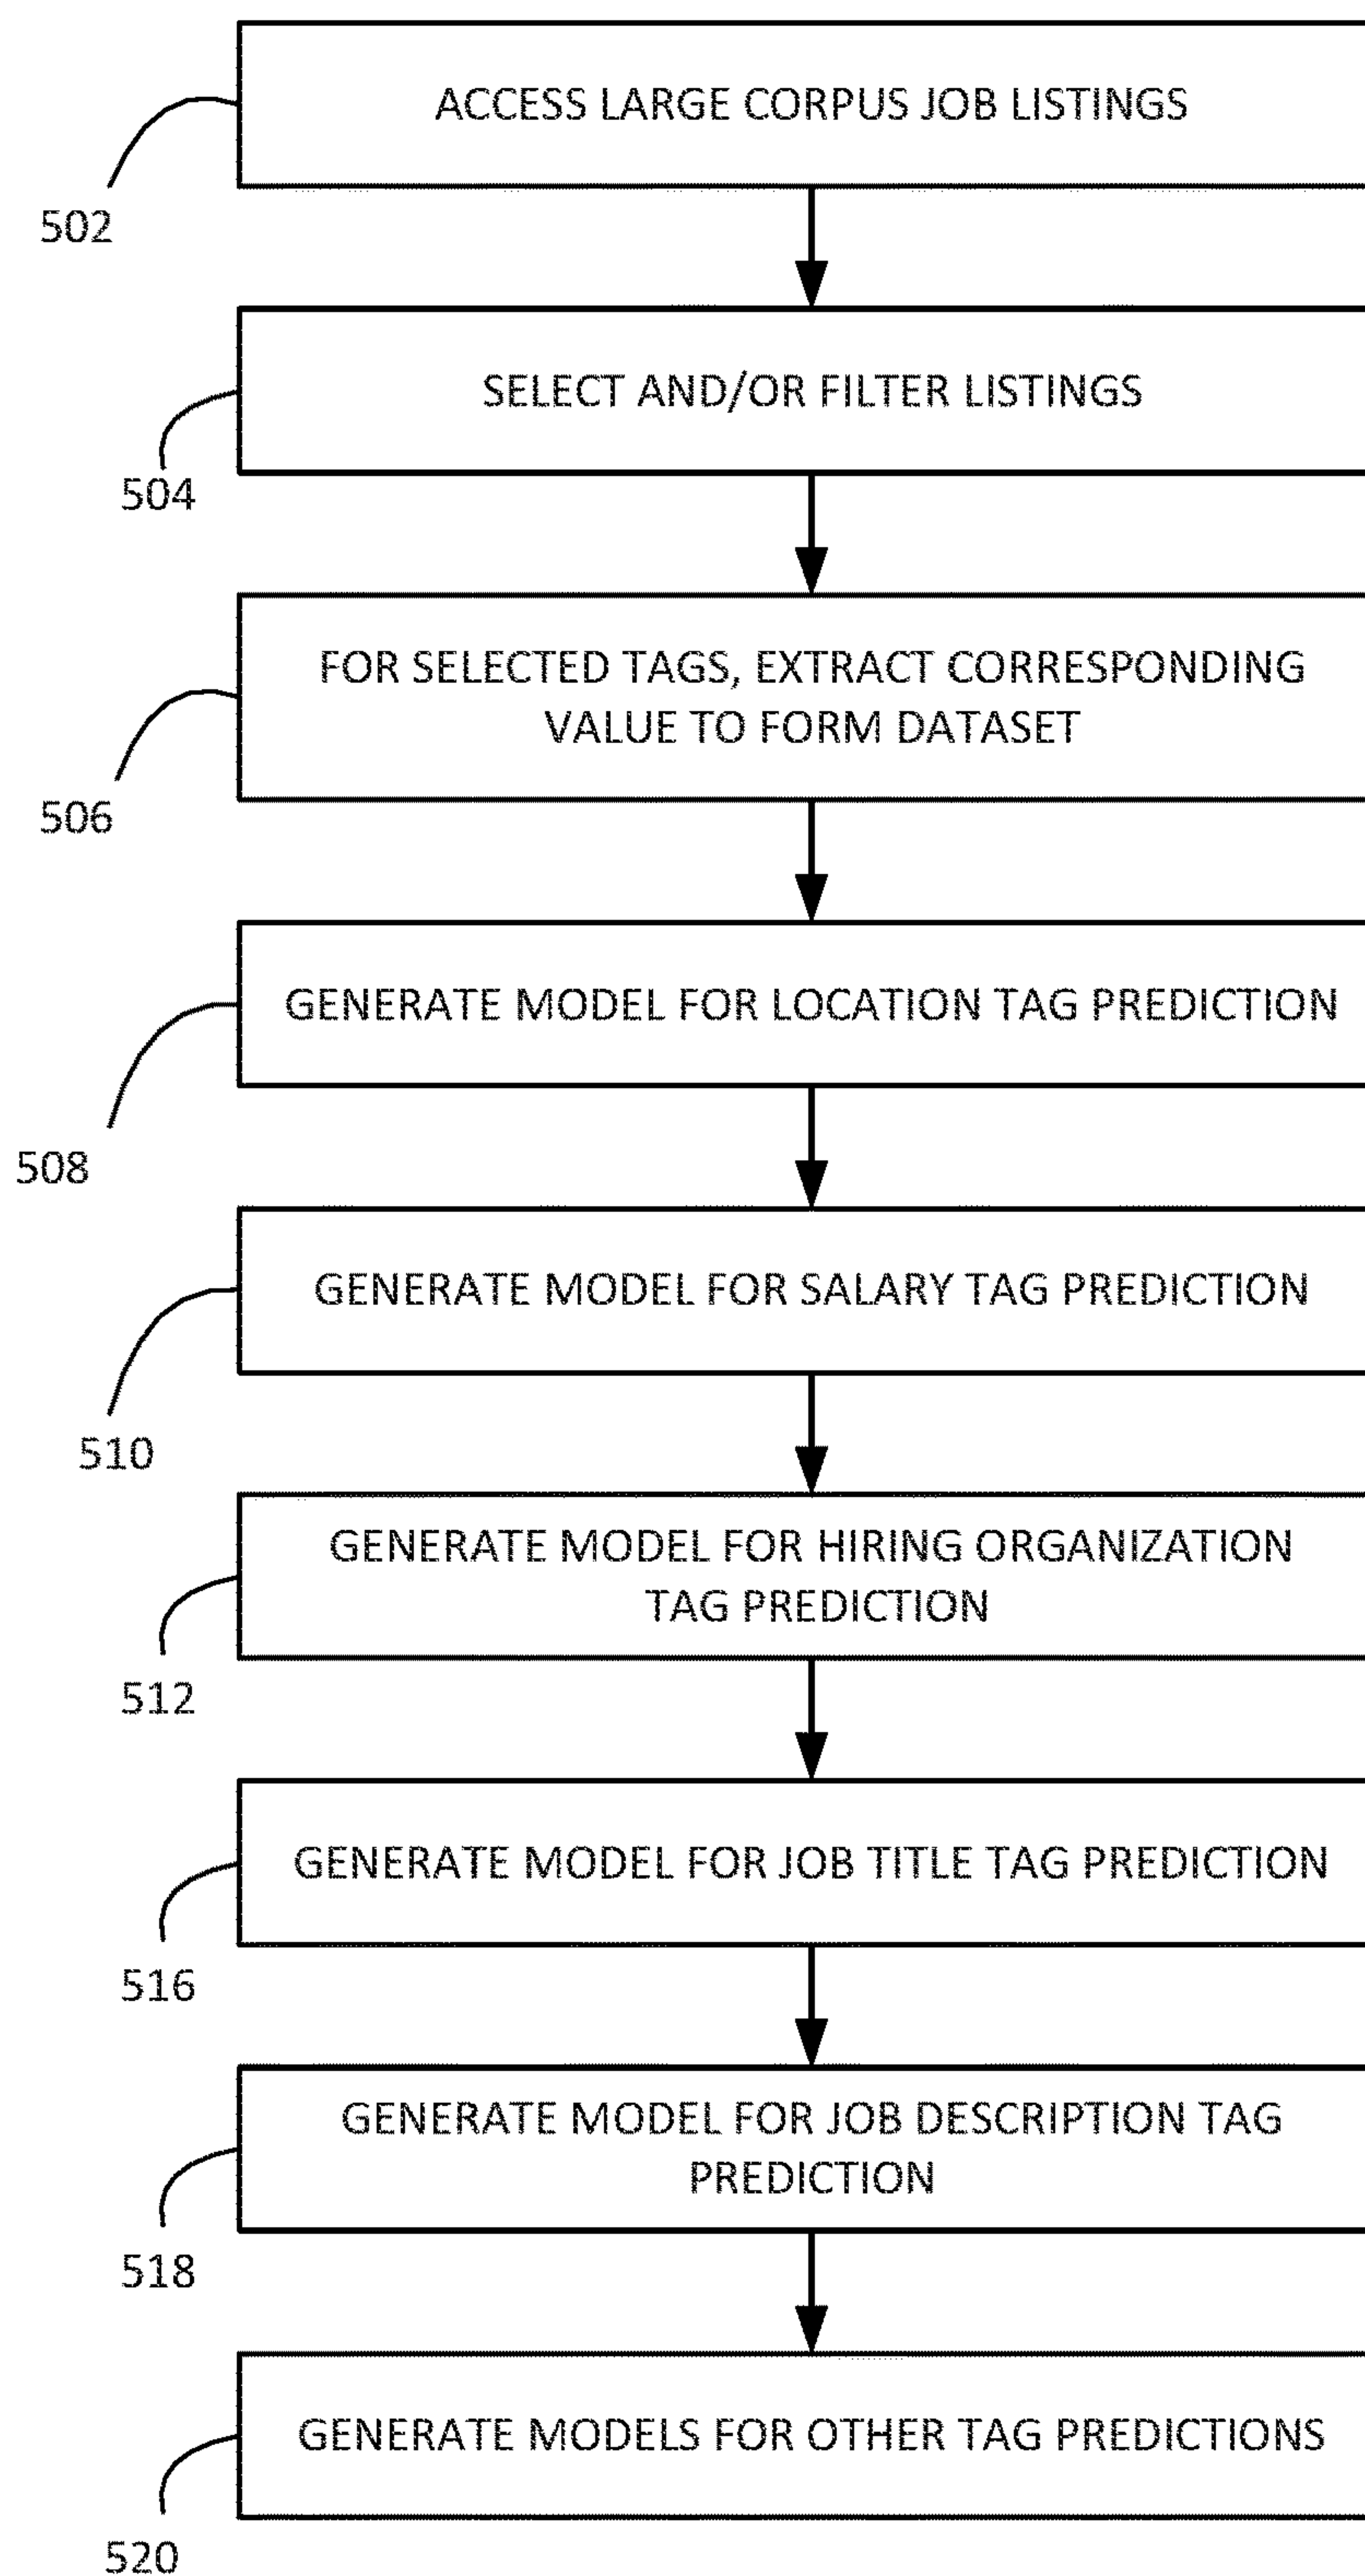 ACCESS LARGE CORPUS JOB LISTINGS
502
SELECT AND/OR FILTER LISTINGS
504
FOR SELECTED TAGS, EXTRACT CORRESPONDING
VALUE TO FORM DATASET
506
GENERATE MODEL FOR LOCATION TAG PREDICTION
508
GENERATE MODEL FOR SALARY TAG PREDICTION
510
GENERATE MODEL FOR HIRING ORGANIZATION
TAG PREDICTION
512
GENERATE MODEL FOR JOB TITLE TAG PREDICTION
516
GENERATE MODEL FOR JOB DESCRIPTION TAG
PREDICTION
518
GENERATE MODELS FOR OTHER TAG PREDICTIONS
520